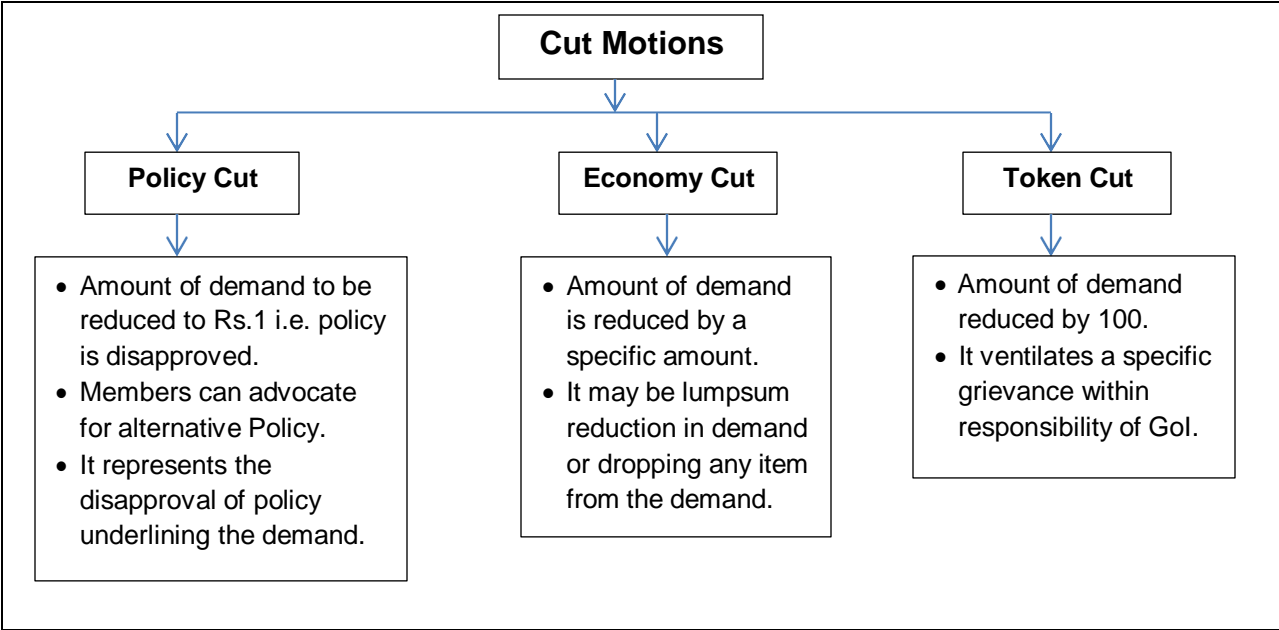 Cut Motions
Policy Cut
Economy Cut
Token Cut
• Amount of demand to be
reduced to Rs.1 i.e. policy
is disapproved.
• Members can advocate
for alternative Policy.
• It represents the
disapproval of policy
underlining the demand.
• Amount of demand
is reduced by a
specific amount.
• It may be lumpsum
reduction in demand
or dropping any item
from the demand.
• Amount of demand
reduced by 100.
• It ventilates a specific
grievance within
responsibility of GoI.